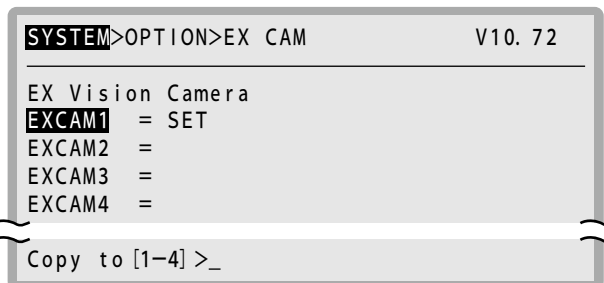 SYSTEM>OPTION>EX CAM V10. 72
EX Vision Camera
EXCAM1 = SET
EXCAM2 =
EXCAM3 =
EXCAM4 =
Copy to [1–4] >_